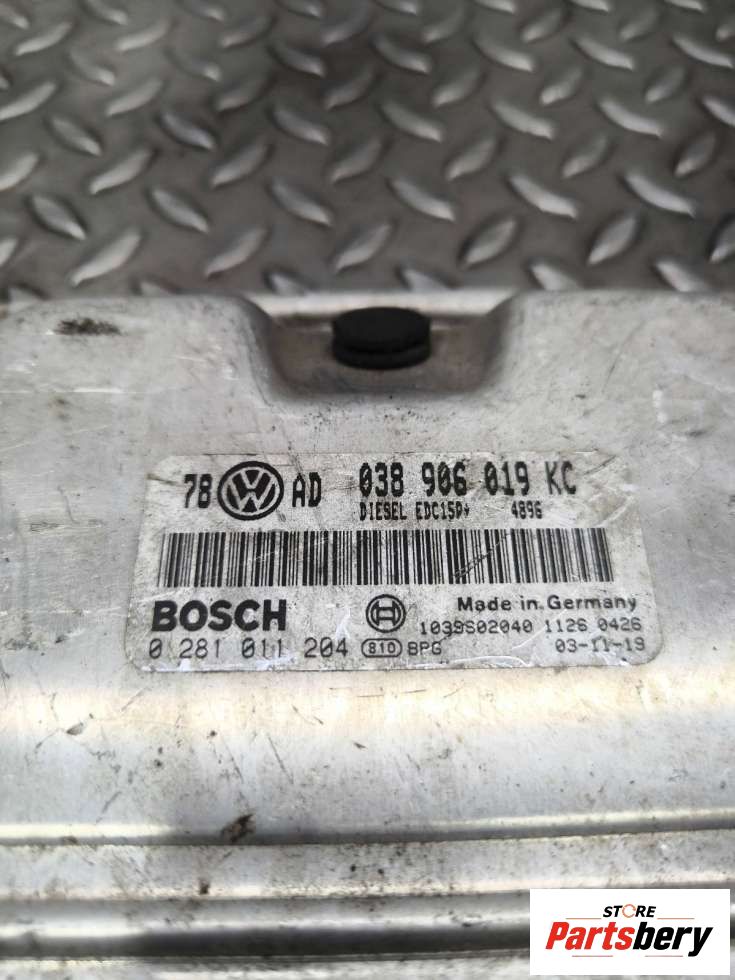 78 VW AD 038 906 019 KC
DIESEL EDC15P+ 4896
BOSCH
Made in Germany
1039S02040 1126 0426
0 281 011 204 810 BPG 03-11-19
STORE
Partsbery